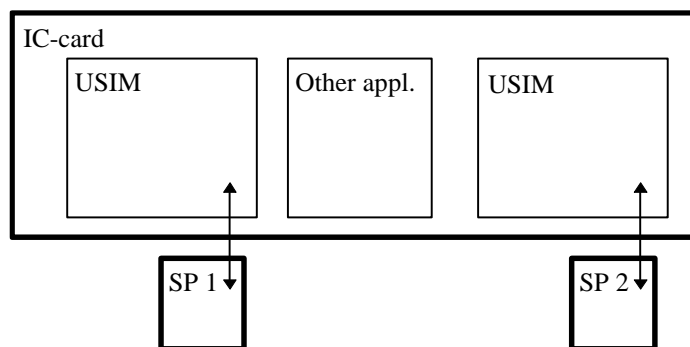 IC-card
USIM
Other appl.
USIM
SP 1
SP 2